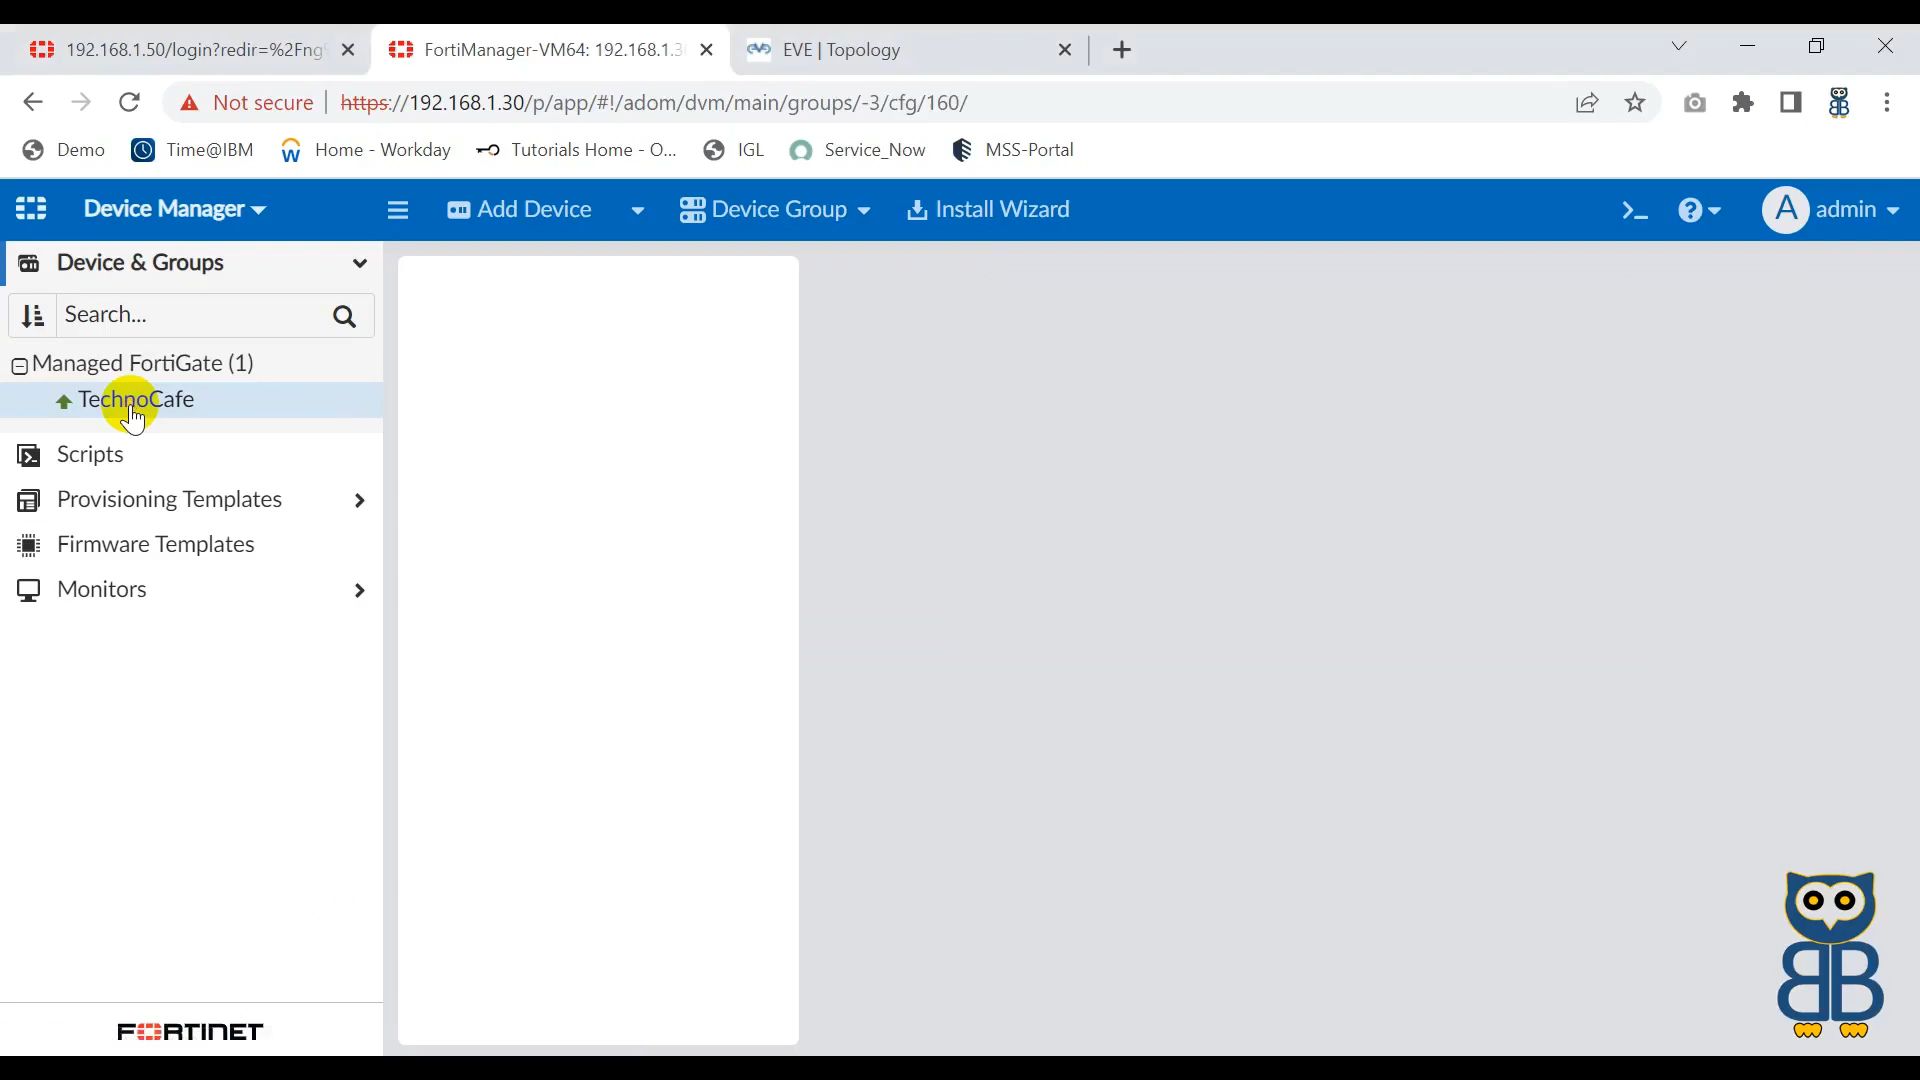 192.168.1.50/login?redir=%2Fng%
FortiManager-VM64: 192.168.1.3
EVE | Topology
Not secure
https://192.168.1.30/p/app/#!/adom/dvm/main/groups/-3/cfg/160/
Demo
Time@IBM
Home - Workday
Tutorials Home - O...
IGL
Service_Now
MSS-Portal
Device Manager
Add Device
Device Group
Install Wizard
A admin
Device & Groups
Search...
Managed FortiGate (1)
TechnoCafe
Scripts
Provisioning Templates
Firmware Templates
Monitors
FORTINET
BB